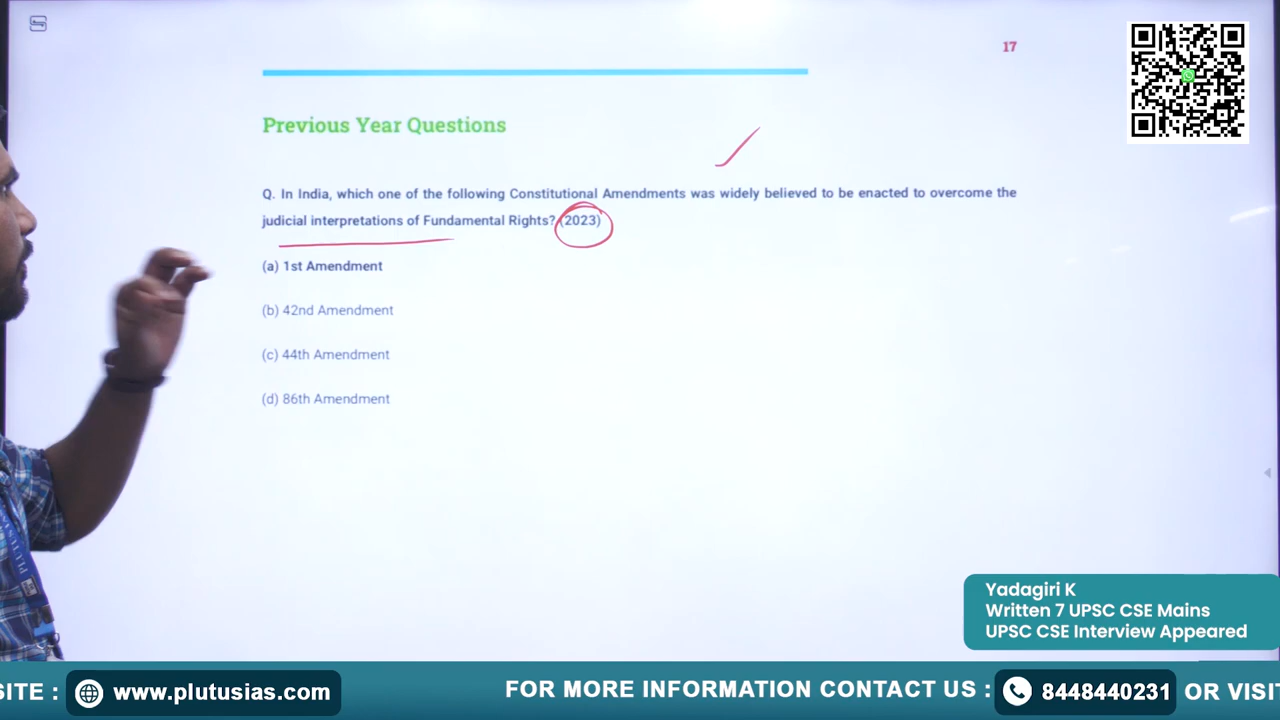 17
Previous Year Questions
Q. In India, which one of the following Constitutional Amendments was widely believed to be enacted to overcome the
judicial interpretations of Fundamental Rights? (2023)
(a) 1st Amendment
(b) 42nd Amendment
(c) 44th Amendment
(d) 86th Amendment
Yadagiri K
Written 7 UPSC CSE Mains
UPSC CSE Interview Appeared
SITE : www.plutusias.com FOR MORE INFORMATION CONTACT US : 8448440231 OR VISIT